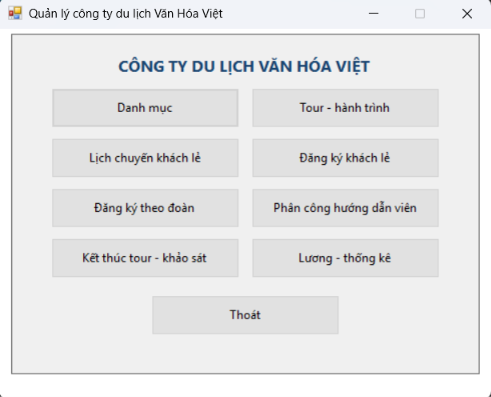 Quản lý công ty du lịch Văn Hóa Việt
CÔNG TY DU LỊCH VĂN HÓA VIỆT
Danh mục
Tour - hành trình
Lịch chuyến khách lẻ
Đăng ký khách lẻ
Đăng ký theo đoàn
Phân công hướng dẫn viên
Kết thúc tour - khảo sát
Lương - thống kê
Thoát